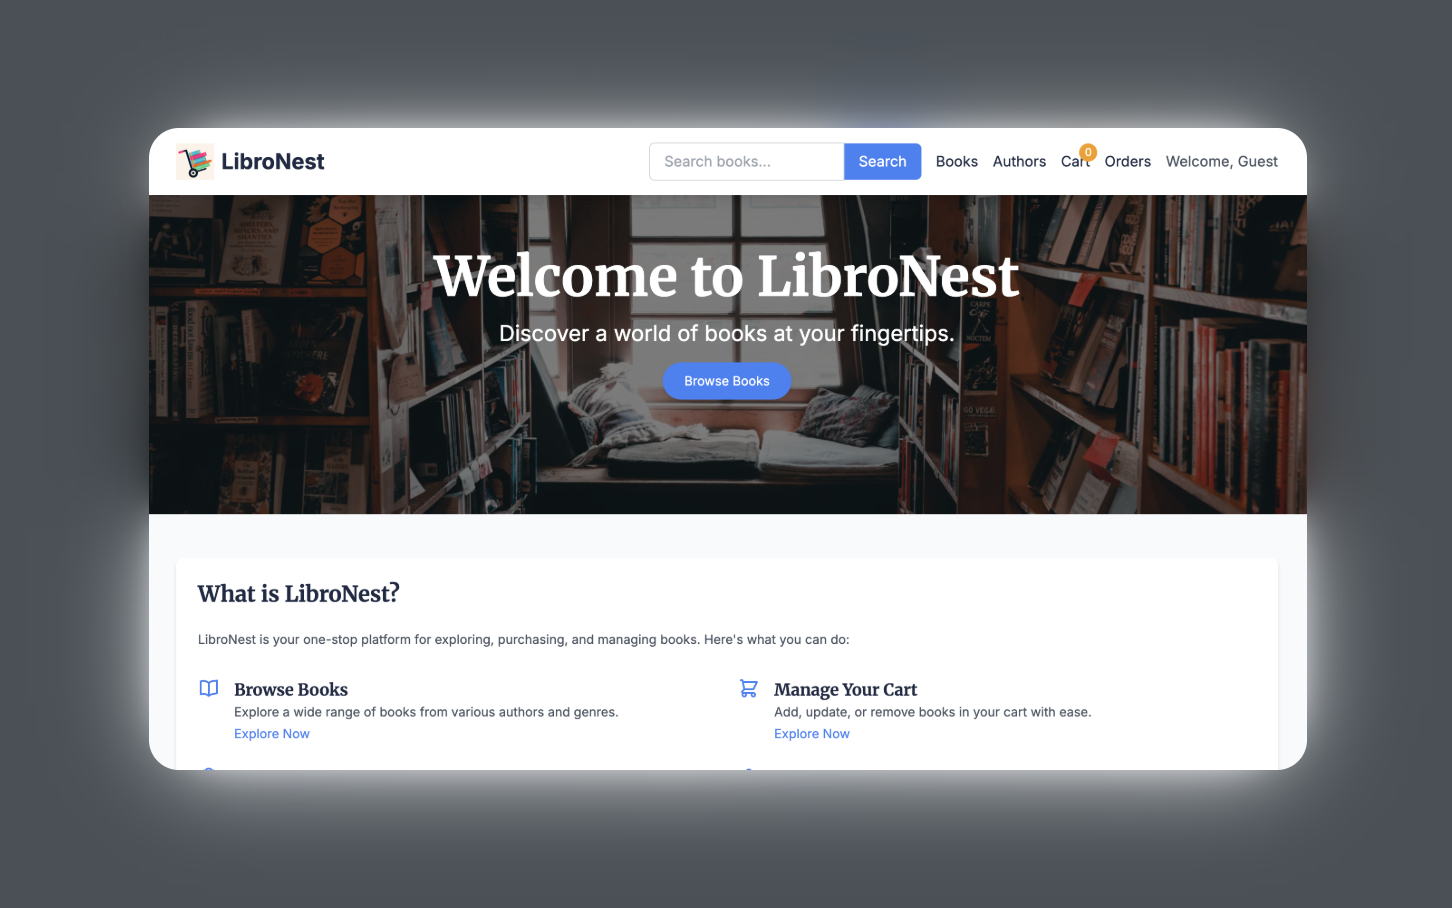 LibroNest
Search books...
Search
Books
Authors
Cart
0
Orders
Welcome, Guest
Welcome to LibroNest
Discover a world of books at your fingertips.
Browse Books
What is LibroNest?
LibroNest is your one-stop platform for exploring, purchasing, and managing books. Here's what you can do:
Browse Books
Explore a wide range of books from various authors and genres.
Explore Now
Manage Your Cart
Add, update, or remove books in your cart with ease.
Explore Now